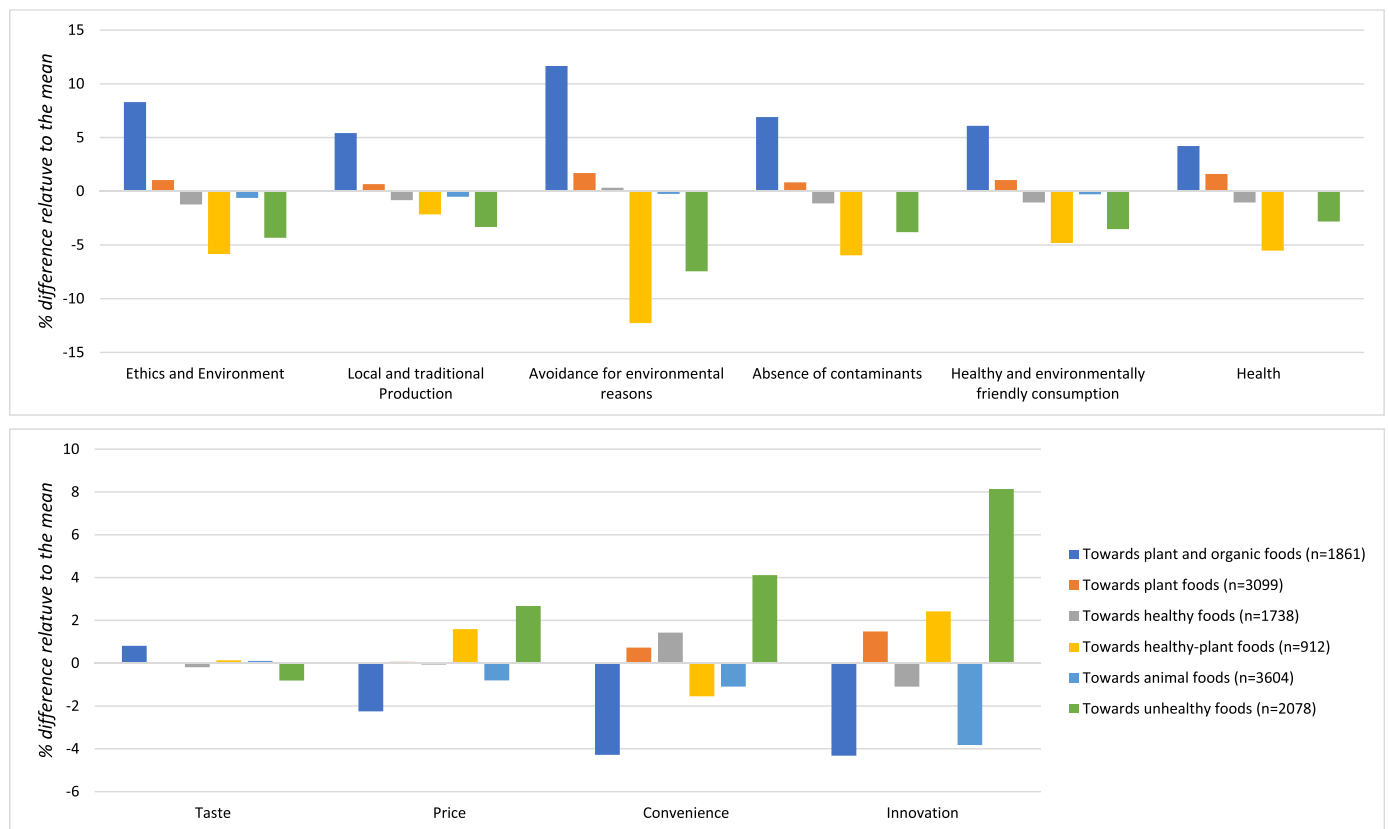 % difference relatuve to the mean
15
10
5
0
-5
-10
-15
Ethics and Environment
Local and traditional
Production
Avoidance for environmental
reasons
Absence of contaminants
Healthy and environmentally
friendly consumption
Health
% difference relatuve to the mean
10
8
6
4
2
0
-2
-4
-6
Taste
Price
Convenience
Innovation
Towards plant and organic foods (n=1861)
Towards plant foods (n=3099)
Towards healthy foods (n=1738)
Towards healthy-plant foods (n=912)
Towards animal foods (n=3604)
Towards unhealthy foods (n=2078)